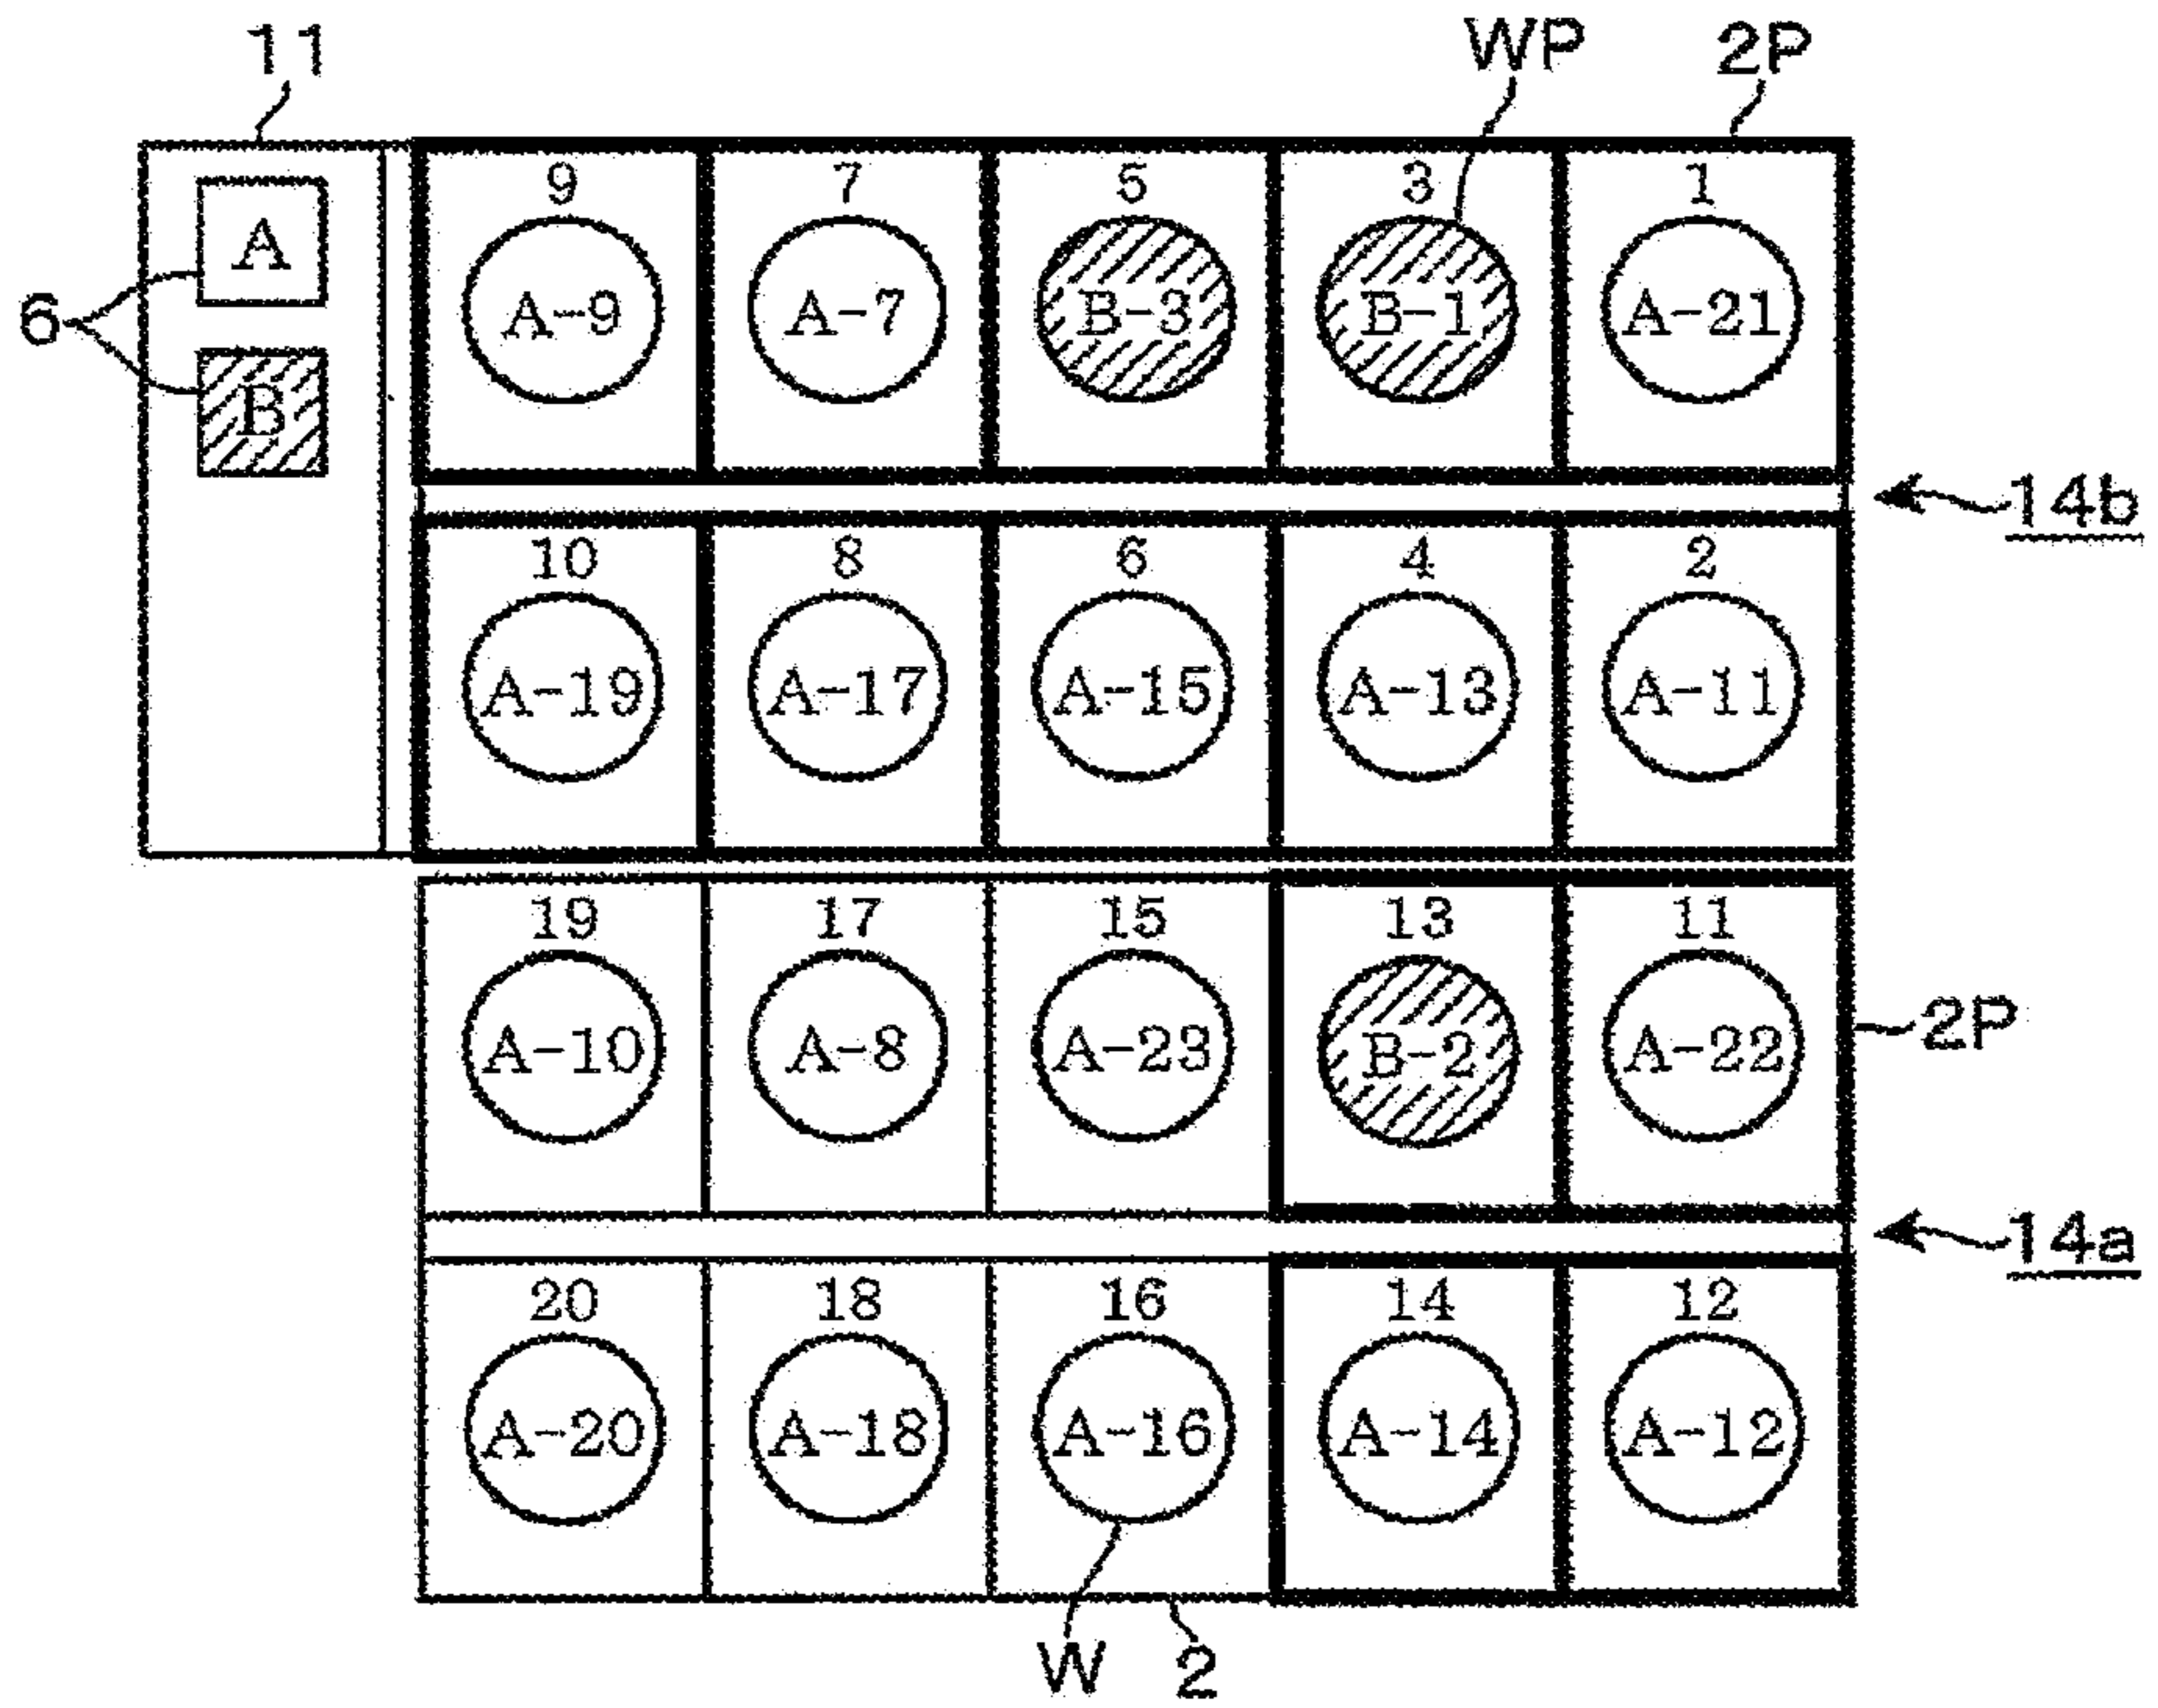 11 WP 2P
9 7 5 3 1
A
6
A-9 A-7 B-3 B-1 A-21
B
14b
10 8 6 4 2
A-19 A-17 A-15 A-13 A-11
19 17 15 13 11
2P
A-10 A-8 A-23 B-2 A-22
14a
20 18 16 14 12
A-20 A-18 A-16 A-14 A-12
W 2